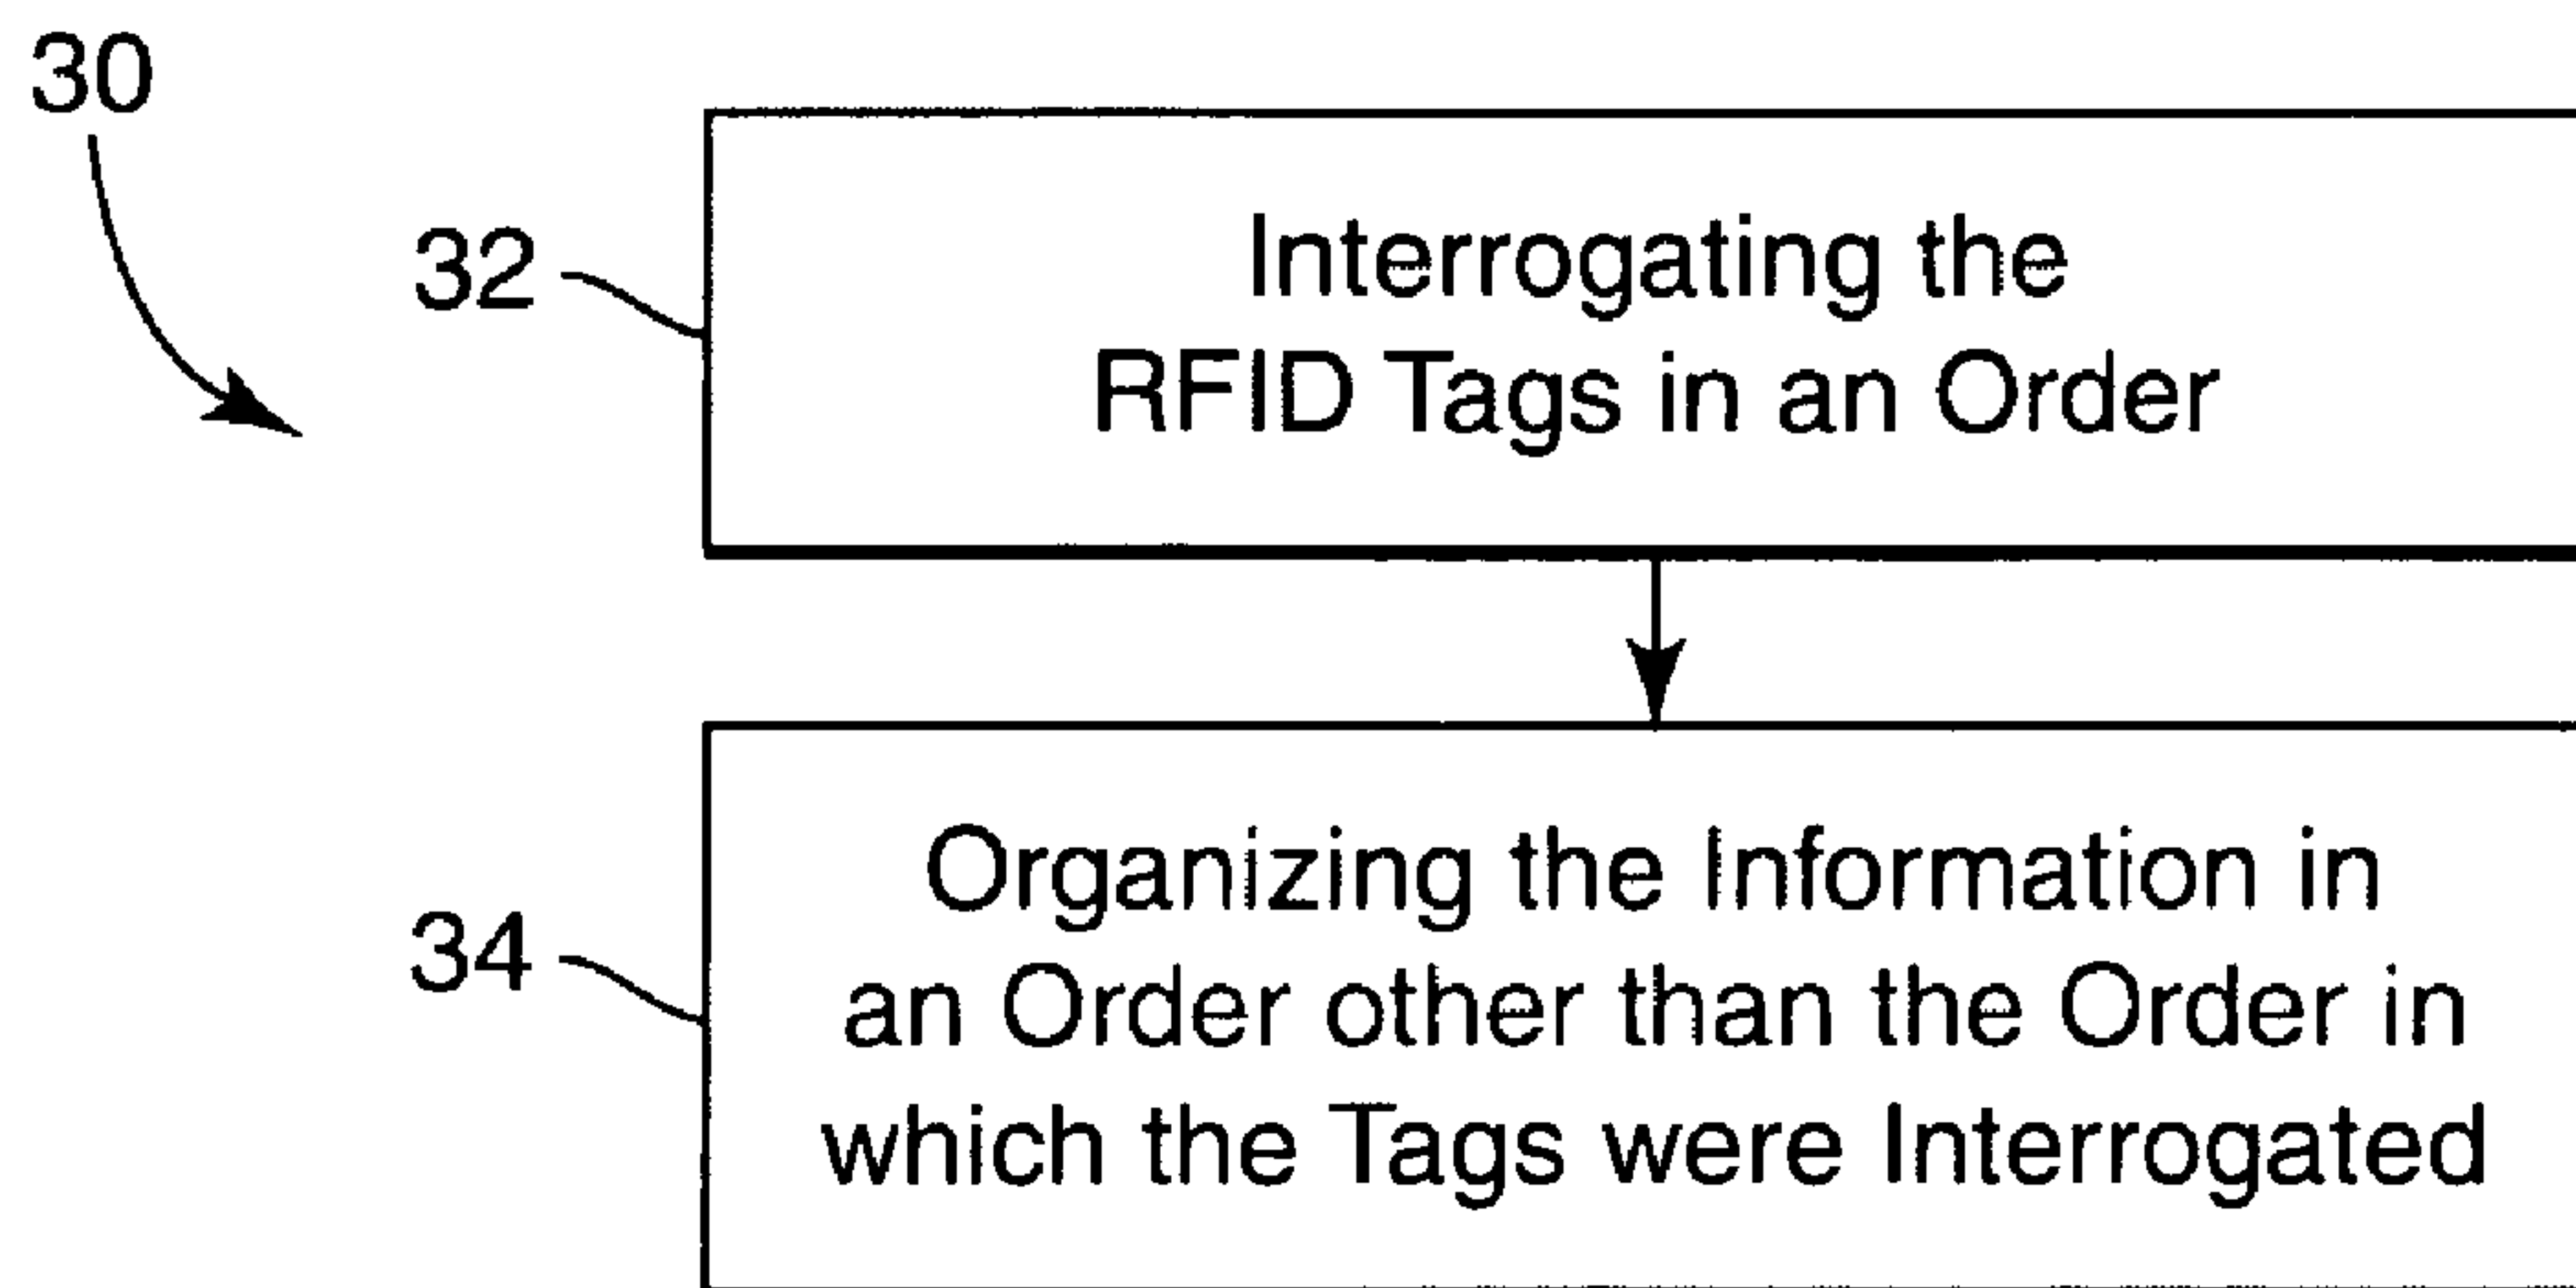 30
32
Interrogating the
RFID Tags in an Order
34
Organizing the Information in
an Order other than the Order in
which the Tags were Interrogated